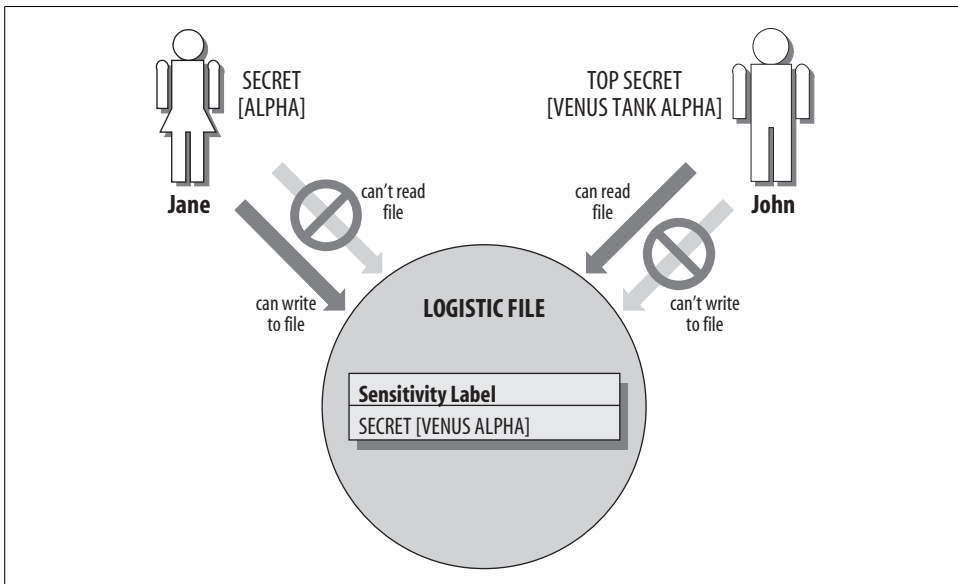 SECRET
[ALPHA]
Jane
can't read
file
can write
to file
TOP SECRET
[VENUS TANK ALPHA]
John
can read
file
can't write
to file
LOGISTIC FILE
Sensitivity Label
SECRET [VENUS ALPHA]